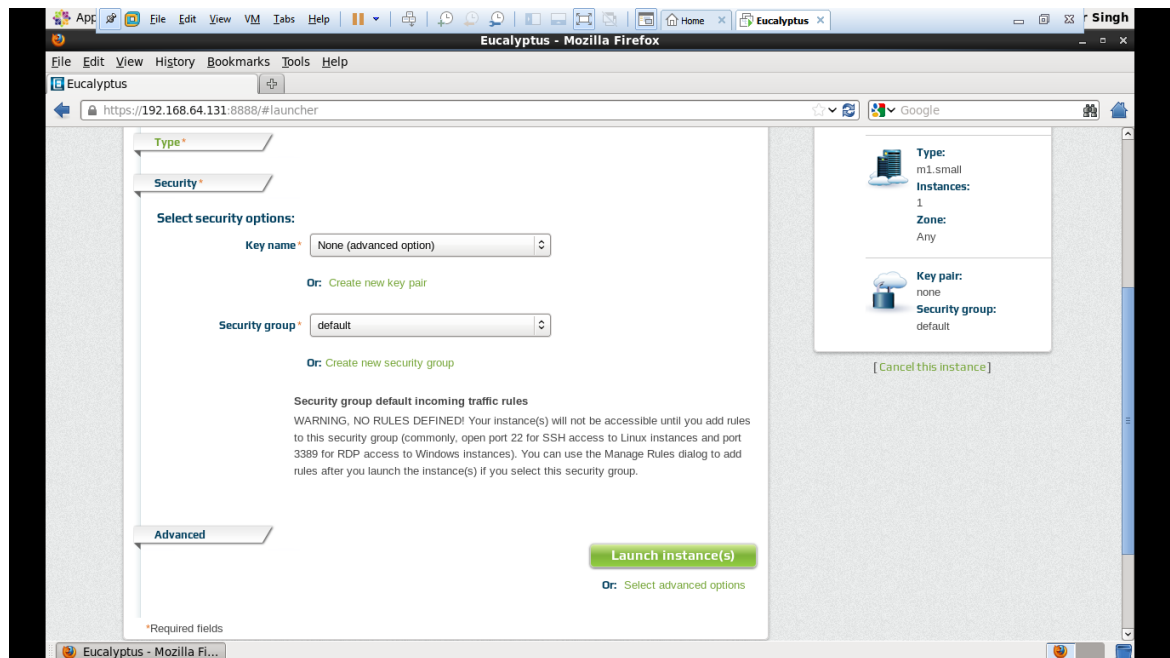 App
File Edit View VM Tabs Help
Home
Eucalyptus
r Singh
Eucalyptus - Mozilla Firefox
File Edit View History Bookmarks Tools Help
Eucalyptus
https://192.168.64.131:8888/#launcher
Google
Type*
Security*
Select security options:
Key name* None (advanced option)
Or: Create new key pair
Security group* default
Or: Create new security group
Security group default incoming traffic rules
WARNING, NO RULES DEFINED! Your instance(s) will not be accessible until you add rules
to this security group (commonly, open port 22 for SSH access to Linux instances and port
3389 for RDP access to Windows instances). You can use the Manage Rules dialog to add
rules after you launch the instance(s) if you select this security group.
Advanced
Launch instance(s)
Or: Select advanced options
*Required fields
Type:
m1.small
Instances:
1
Zone:
Any
Key pair:
none
Security group:
default
[ Cancel this instance ]
Eucalyptus - Mozilla Fi...